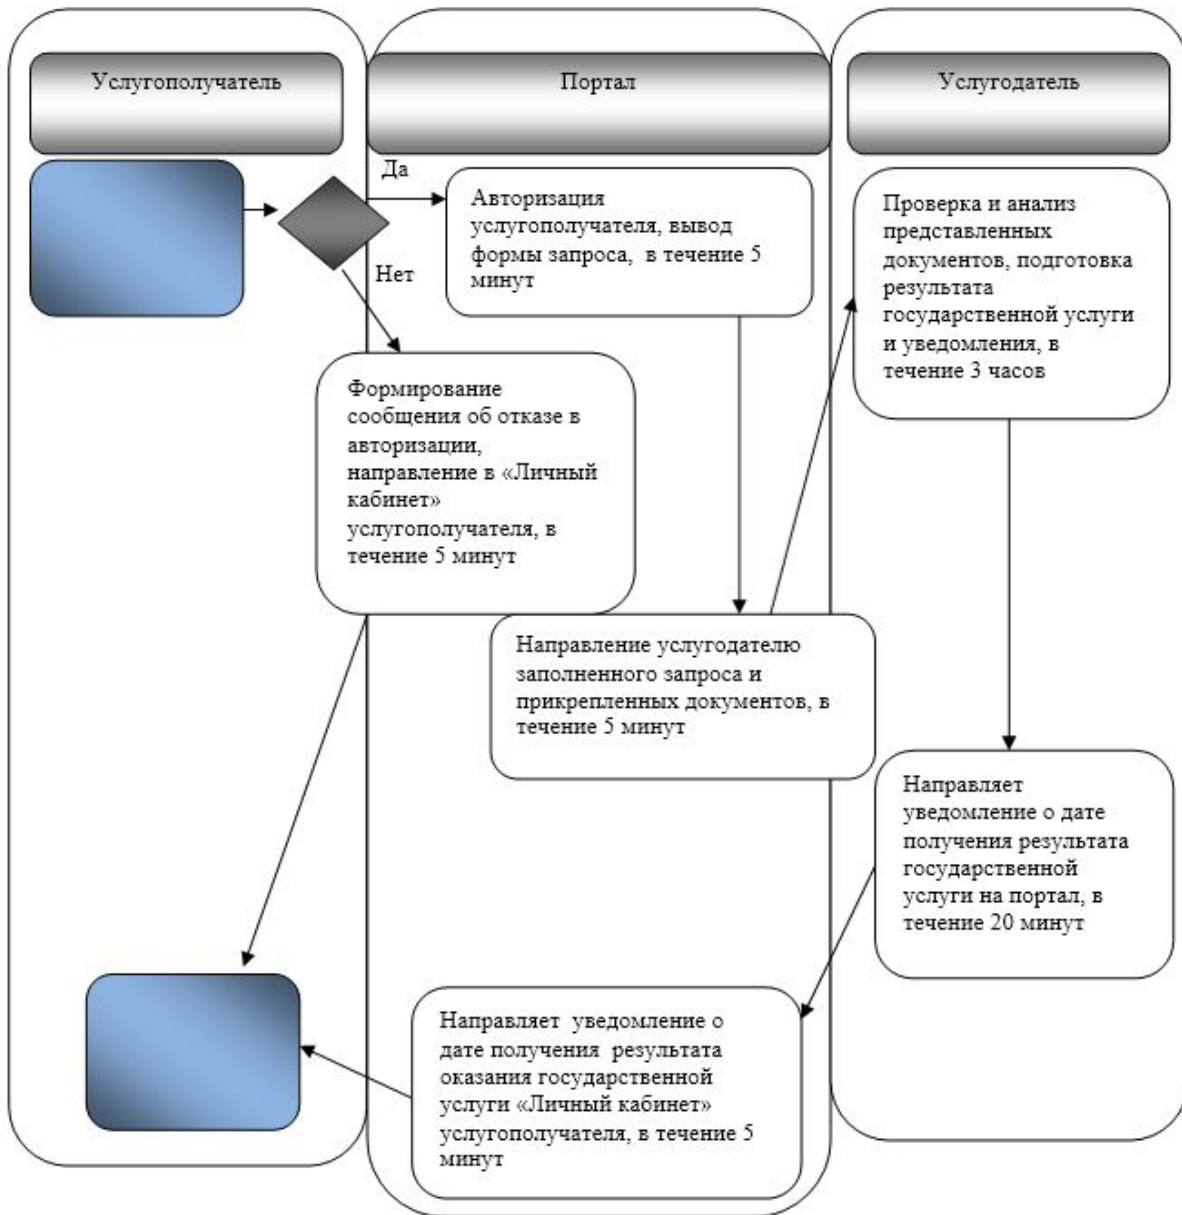 Услугополучатель
Портал
Услугодатель
Да
Авторизация
услугополучателя, вывод
формы запроса, в течение 5
минут
Нет
Проверка и анализ
представленных
документов, подготовка
результата
государственной услуги
и уведомления, в
течение 3 часов
Формирование
сообщения об отказе в
авторизации,
направление в «Личный
кабинет»
услугополучателя, в
течение 5 минут
Направление услугодателю
заполненного запроса и
прикрепленных документов, в
течение 5 минут
Направляет
уведомление о дате
получения результата
государственной
услуги на портал, в
течение 20 минут
Направляет уведомление о
дате получения результата
оказания государственной
услуги «Личный кабинет»
услугополучателя, в течение 5
минут